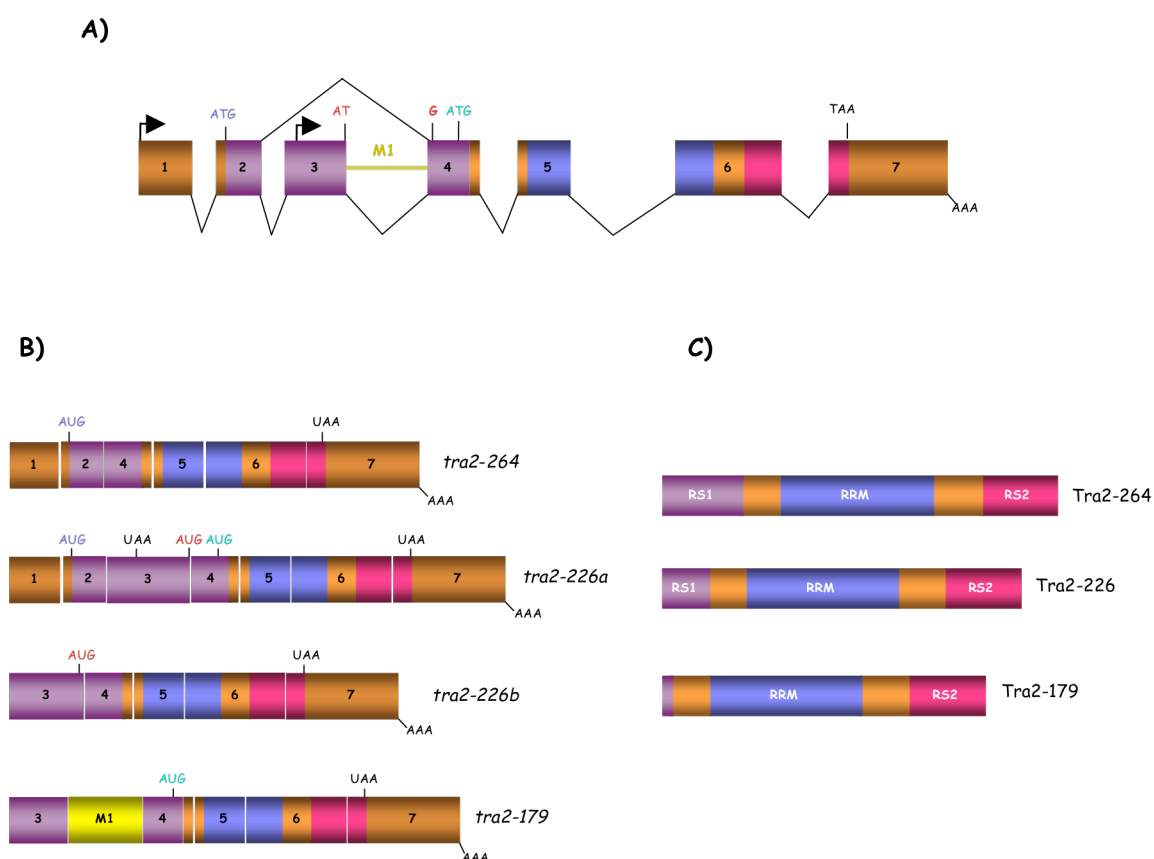 A)
ATG AT G ATG TAA
M1
1 2 3 4 5 6 7
AAA
B)
C)
AUG UAA
1 2 4 5 6 7 tra2-264
AAA
RS1 RRM RS2 Tra2-264
AUG UAA AUG AUG UAA
1 2 3 4 5 6 7 tra2-226a
AAA
RS1 RRM RS2 Tra2-226
AUG UAA
3 4 5 6 7 tra2-226b
AAA
RRM RS2 Tra2-179
AUG UAA
3 M1 4 5 6 7 tra2-179
AAA